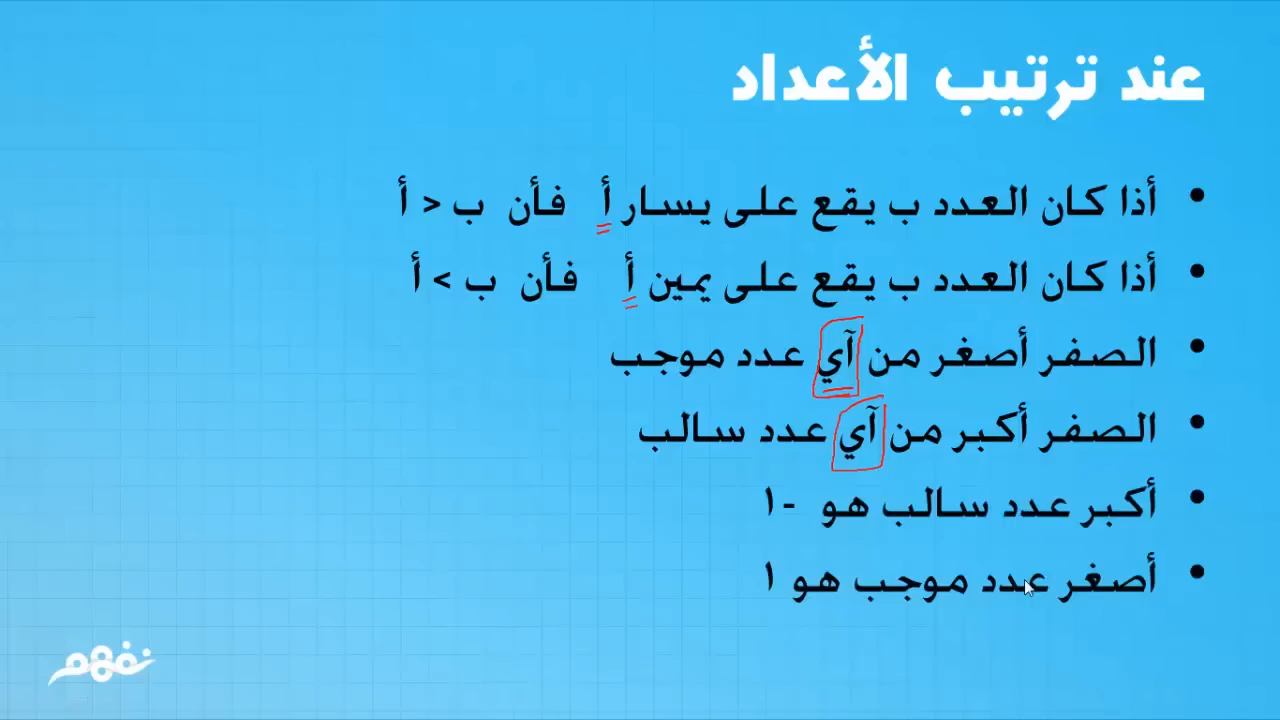 عند ترتيب الأعداد
• أذا كان العدد ب يقع على يسار أ فأن ب < أ
• أذا كان العدد ب يقع على يمين أ فأن ب > أ
• الصفر أصغر من آي عدد موجب
• الصفر أكبر من آي عدد سالب
• أكبر عدد سالب هو -١
• أصغر عدد موجب هو ١
نفهم